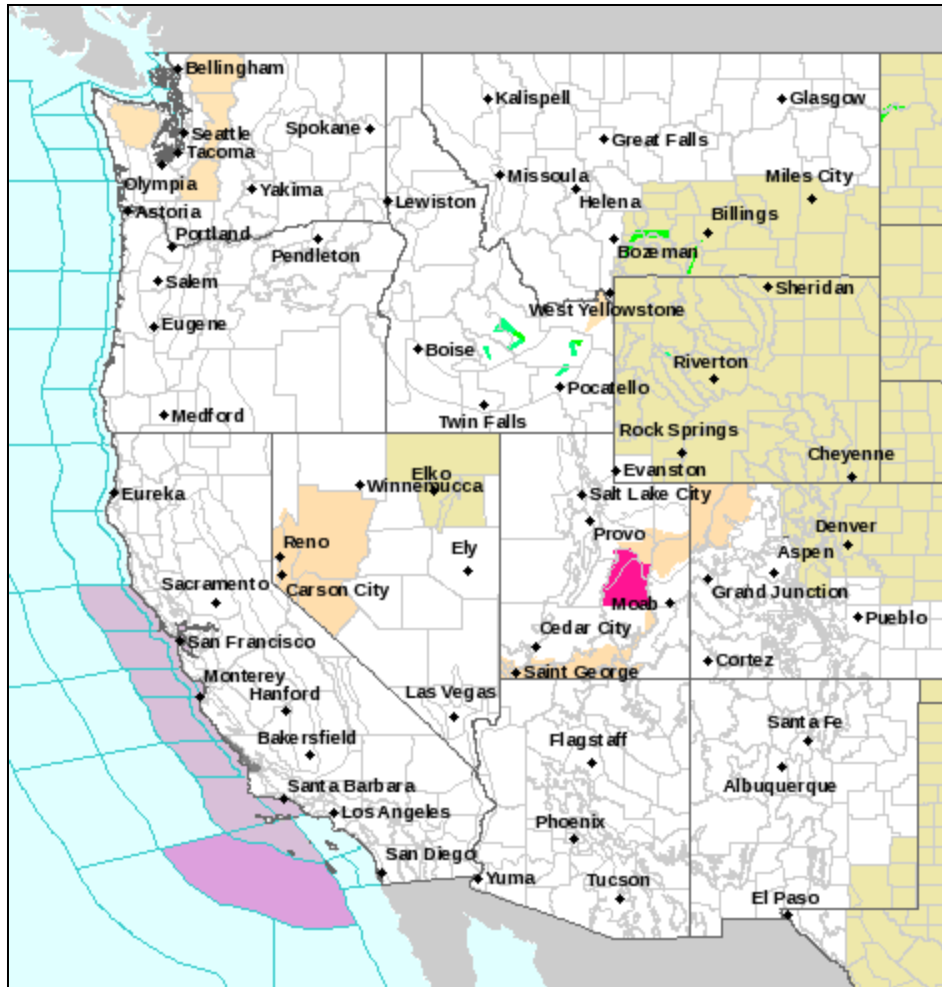 Bellingham
Kalispell
Glasgow
Seattle
Spokane
Great Falls
Tacoma
Missoula
Miles City
Olympia
Yakima
Helena
Lewiston
Astoria
Billings
Portland
Pendleton
Bozeman
Salem
Sheridan
West Yellowstone
Eugene
Boise
Riverton
Pocatello
Medford
Twin Falls
Rock Springs
Cheyenne
Elko
Evanston
Winnemucca
Eureka
Salt Lake City
Provo
Denver
Reno
Ely
Aspen
Sacramento
Carson City
Moab
Grand Junction
Pueblo
Cedar City
San Francisco
Cortez
Saint George
Monterey
Hanford
Las Vegas
Santa Fe
Bakersfield
Flagstaff
Santa Barbara
Albuquerque
Los Angeles
Phoenix
San Diego
Yuma
Tucson
El Paso